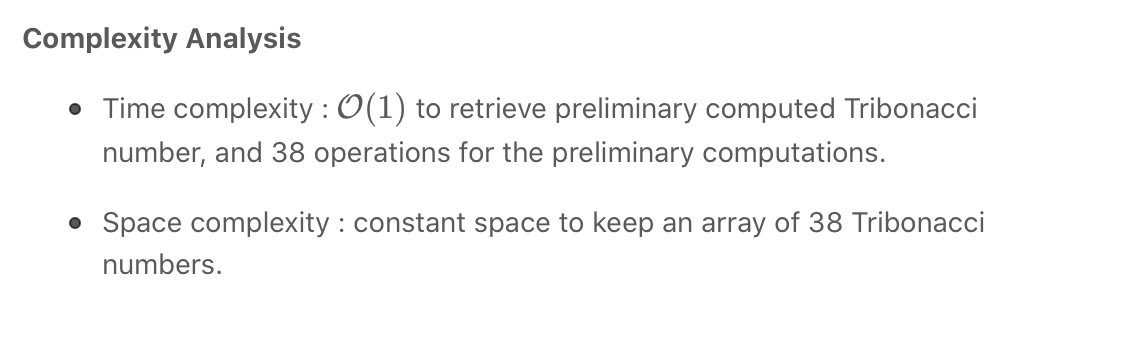 Complexity Analysis
• Time complexity : 𝒪(1) to retrieve preliminary computed Tribonacci
number, and 38 operations for the preliminary computations.
• Space complexity : constant space to keep an array of 38 Tribonacci
numbers.